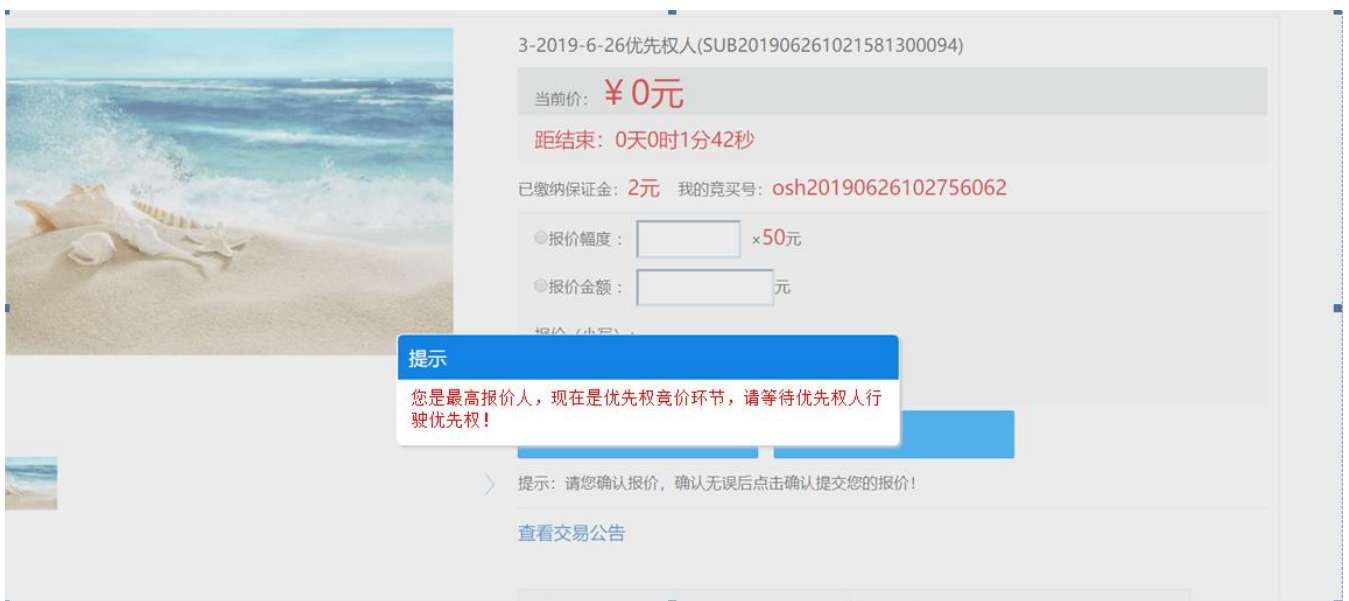 3-2019-6-26优先权人(SUB201906261021581300094)
当前价: ￥0元
距结束：0天0时1分42秒
已缴纳保证金: 2元 我的竞买号: osh20190626102756062
报价幅度： ×50元
报价金额： 元
报价（小写）:
提示
您是最高报价人，现在是优先权竞价环节，请等待优先权人行
驶优先权！
提示：请您确认报价，确认无误后点击确认提交您的报价！
查看交易公告